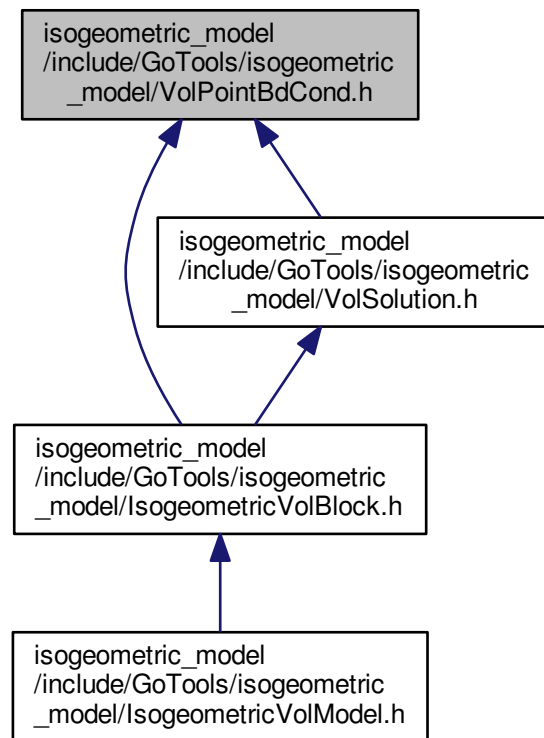 isogeometric_model
/include/GoTools/isogeometric
_model/VolPointBdCond.h
isogeometric_model
/include/GoTools/isogeometric
_model/VolSolution.h
isogeometric_model
/include/GoTools/isogeometric
_model/IsogeometricVolBlock.h
isogeometric_model
/include/GoTools/isogeometric
_model/IsogeometricVolModel.h